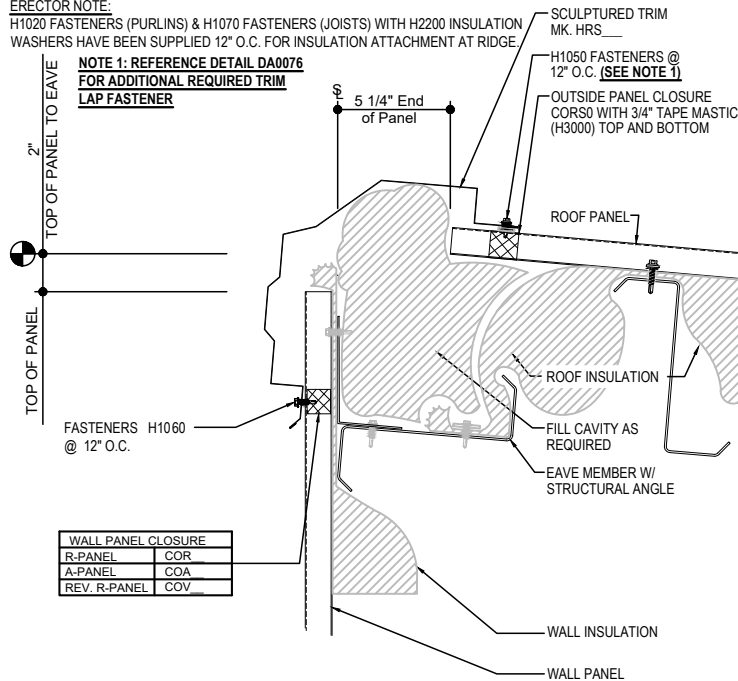 ERECTOR NOTE:
H1020 FASTENERS (PURLINS) & H1070 FASTENERS (JOISTS) WITH H2200 INSULATION
WASHERS HAVE BEEN SUPPLIED 12" O.C. FOR INSULATION ATTACHMENT AT RIDGE.
NOTE 1: REFERENCE DETAIL DA0076
FOR ADDITIONAL REQUIRED TRIM
LAP FASTENER
SCULPTURED TRIM
MK. HRS___
H1050 FASTENERS @
12" O.C. (SEE NOTE 1)
OUTSIDE PANEL CLOSURE
CORS0 WITH 3/4" TAPE MASTIC
(H3000) TOP AND BOTTOM
2"
TOP OF PANEL TO EAVE
5 1/4" End
of Panel
ROOF PANEL
TOP OF PANEL
ROOF INSULATION
FASTENERS H1060
@ 12" O.C.
FILL CAVITY AS
REQUIRED
EAVE MEMBER W/
STRUCTURAL ANGLE
WALL PANEL CLOSURE
R-PANEL COR__
A-PANEL COA__
REV. R-PANEL COV__
WALL INSULATION
WALL PANEL